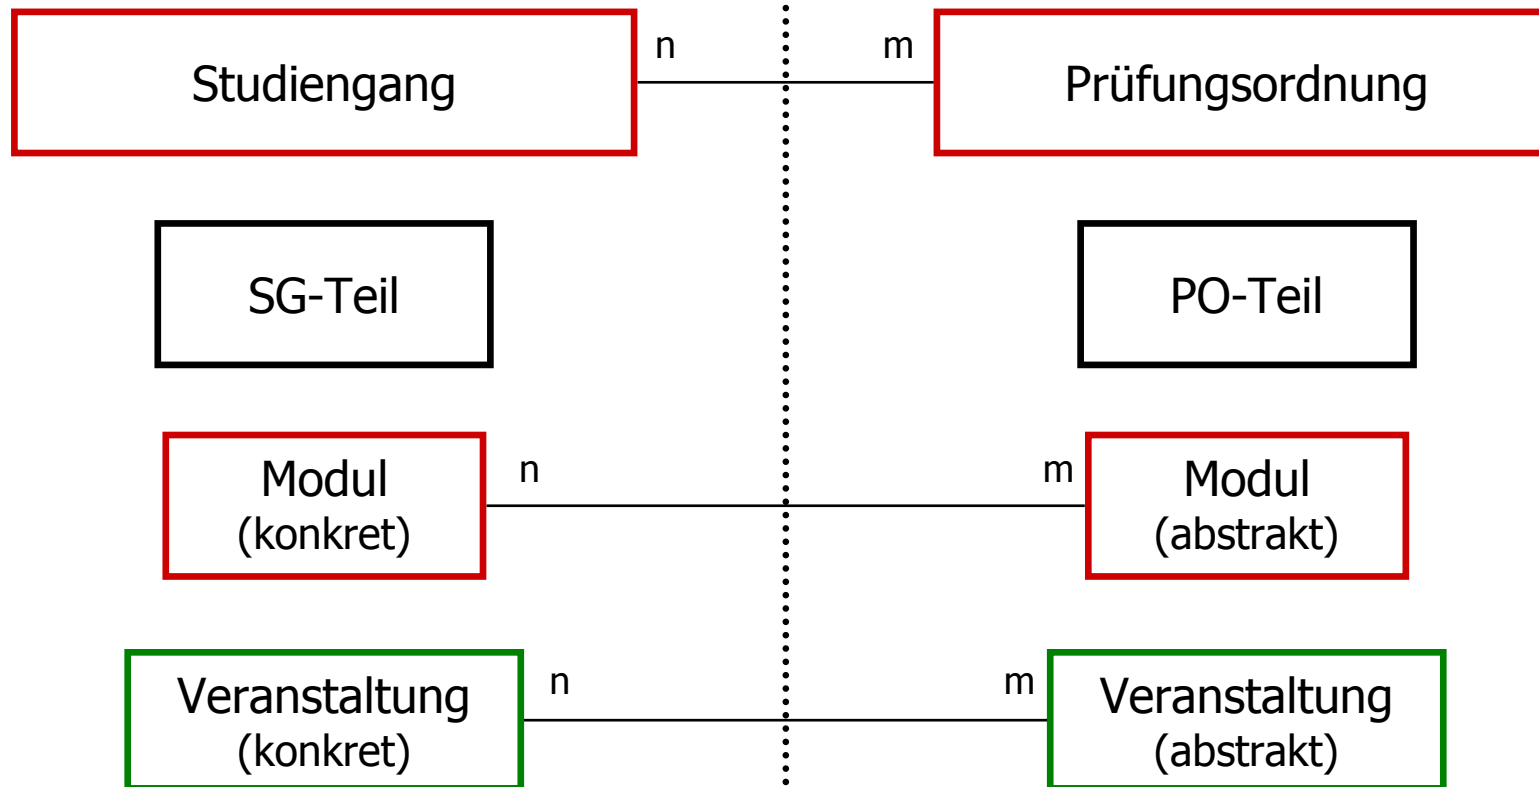 Studiengang
n
m
Prüfungsordnung
SG-Teil
PO-Teil
Modul
(konkret)
n
m
Modul
(abstrakt)
Veranstaltung
(konkret)
n
m
Veranstaltung
(abstrakt)